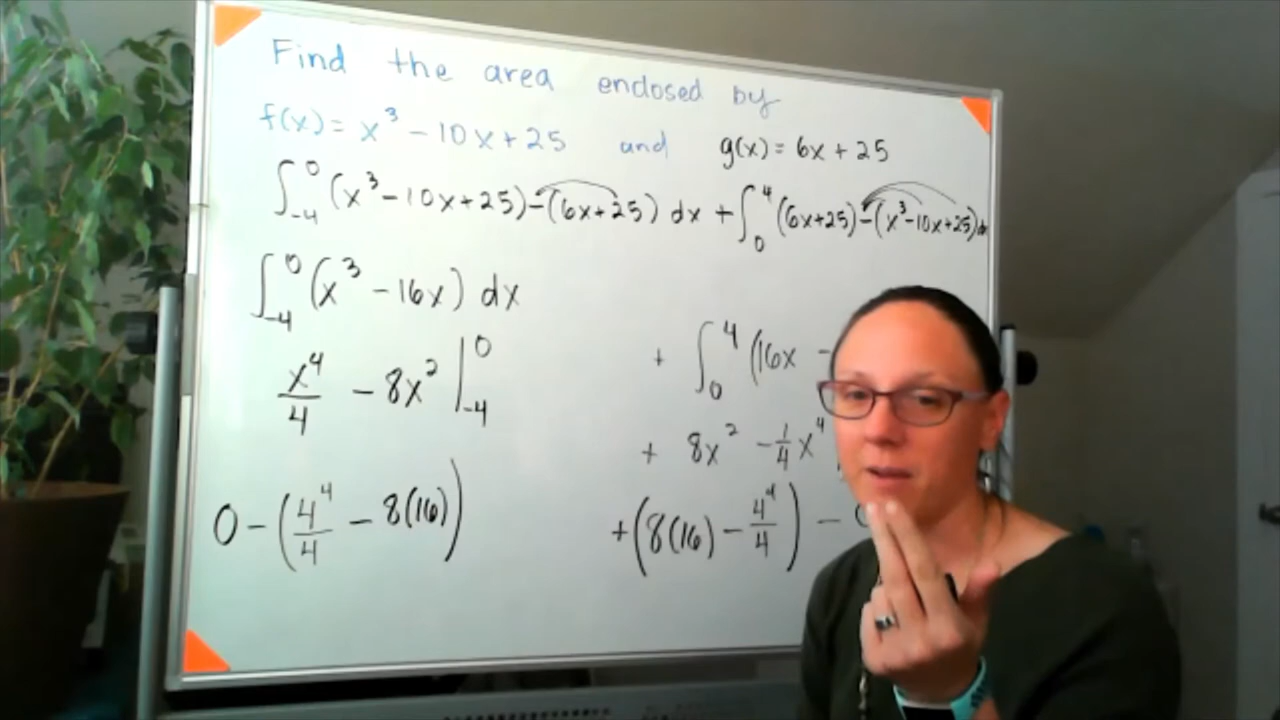 Find the area enclosed by
f(x) = x³ - 10x + 25 and g(x) = 6x + 25
∫₋₄⁰ (x³ - 10x + 25) - (6x + 25) dx + ∫₀⁴ (6x + 25) - (x³ - 10x + 25) dx
∫₋₄⁰ (x³ - 16x) dx
+ ∫₀⁴ (16x -
x⁴/4 - 8x² |₋₄⁰
+ 8x² - 1/4 x⁴
0 - (4⁴/4 - 8(16)) + (8(16) - 4⁴/4) -